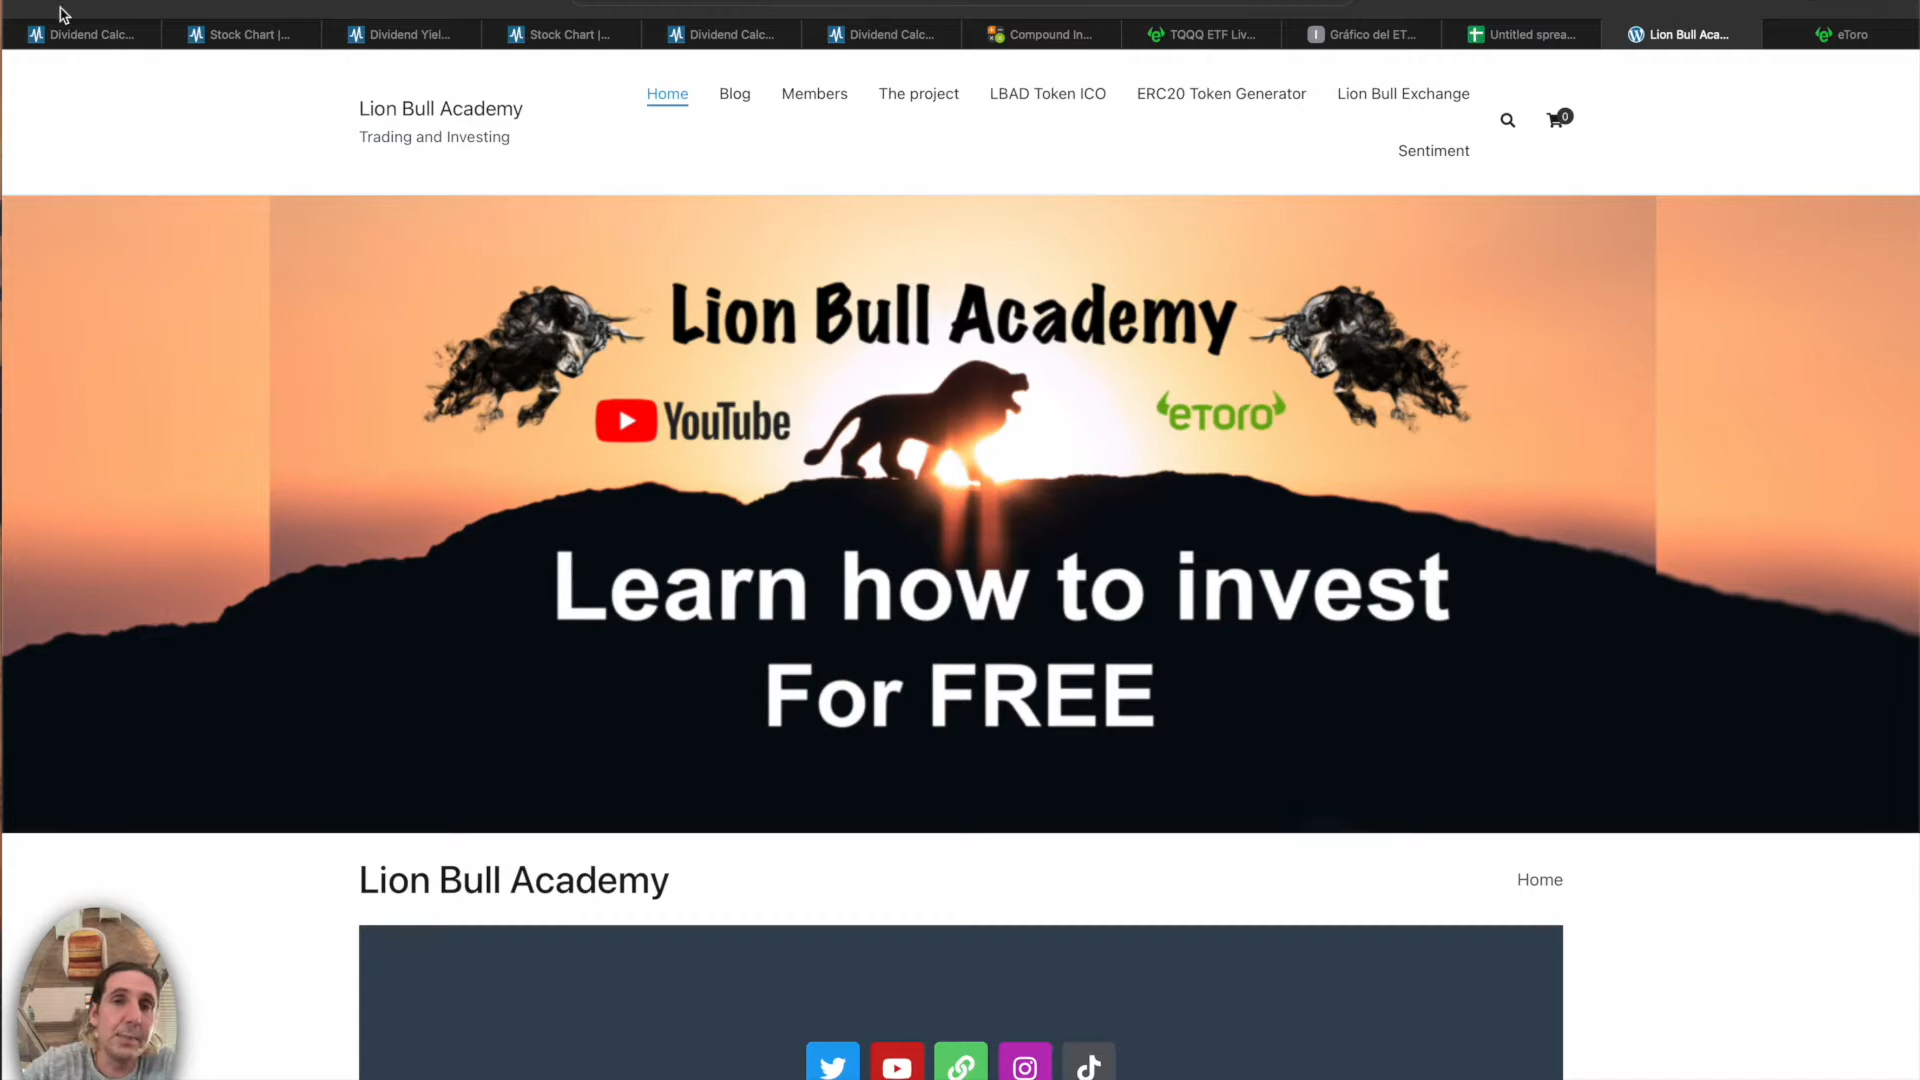 Dividend Calc...
Stock Chart |...
Dividend Yiel...
Stock Chart |...
Dividend Calc...
Dividend Calc...
Compound In...
TQQQ ETF Liv...
Gráfico del ET...
Untitled sprea...
Lion Bull Aca...
eToro
Lion Bull Academy
Trading and Investing
Home
Blog
Members
The project
LBAD Token ICO
ERC20 Token Generator
Lion Bull Exchange
0
Sentiment
Lion Bull Academy
YouTube
eTORO
Learn how to invest
For FREE
Lion Bull Academy
Home